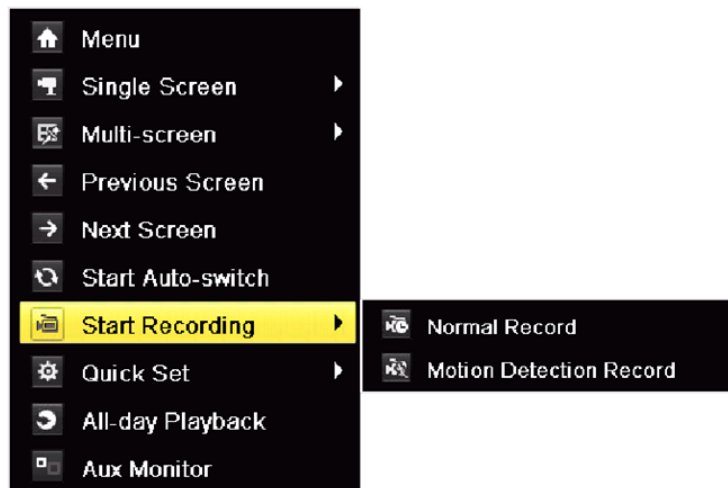 Menu
Single Screen
Multi-screen
Previous Screen
Next Screen
Start Auto-switch
Start Recording
Normal Record
Motion Detection Record
Quick Set
All-day Playback
Aux Monitor